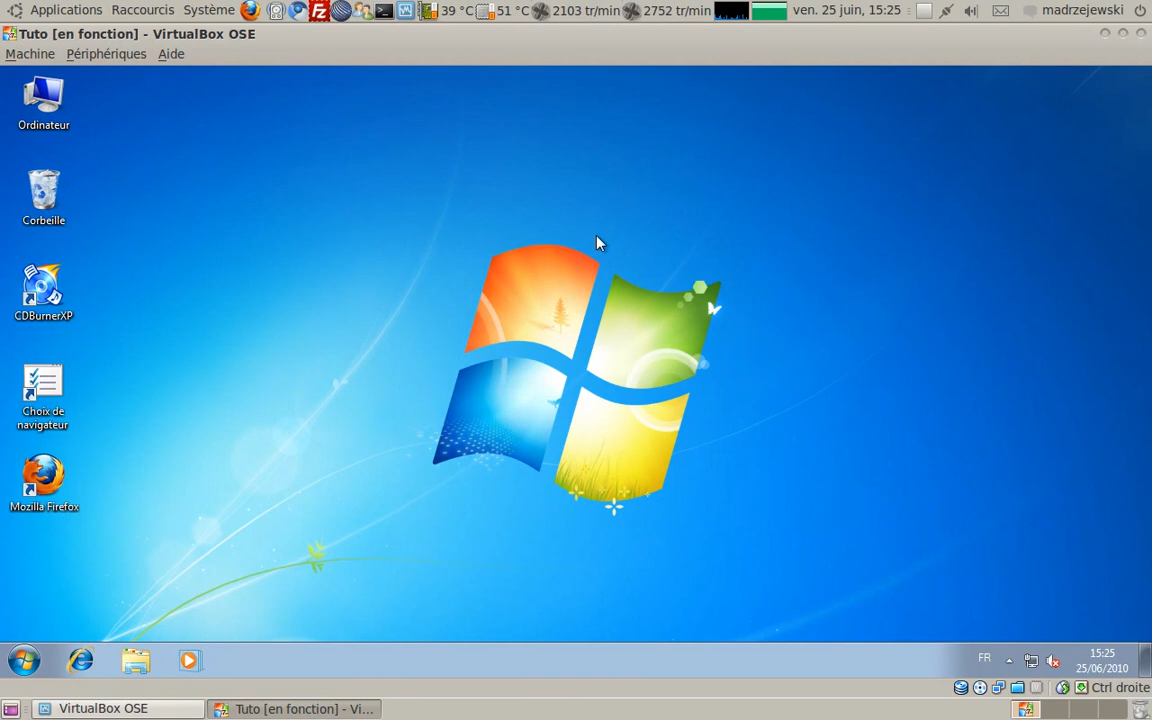 Applications Raccourcis Système 39 °C 51 °C 2103 tr/min 2752 tr/min ven. 25 juin, 15:25 madrzejewski
Tuto [en fonction] - VirtualBox OSE
Machine Périphériques Aide
Ordinateur
Corbeille
CDBurnerXP
Choix de
navigateur
Mozilla Firefox
FR 15:25
25/06/2010
Ctrl droite
VirtualBox OSE Tuto [en fonction] - Vi...